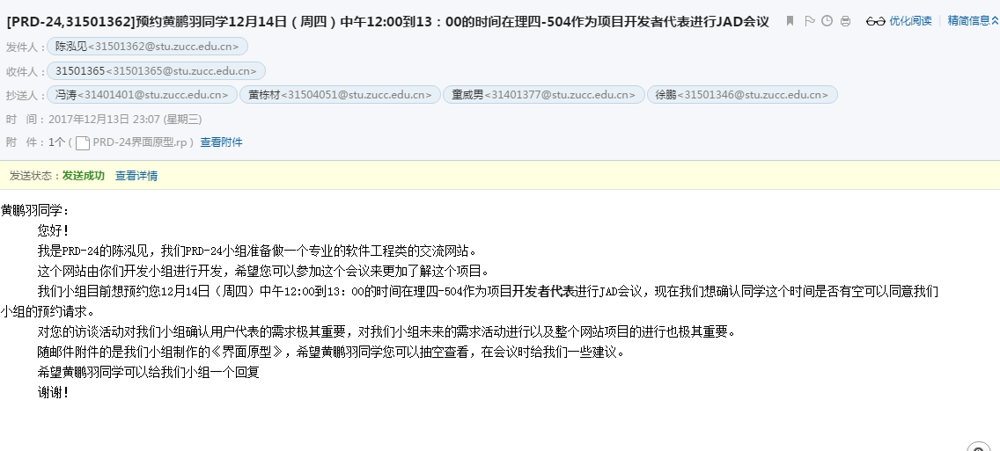 [PRD-24,31501362]预约黄鹏羽同学12月14日（周四）中午12:00到13：00的时间在理四-504作为项目开发者代表进行JAD会议 优化阅读 精简信息
发件人：陈泓见<31501362@stu.zucc.edu.cn>
收件人：31501365<31501365@stu.zucc.edu.cn>
抄送人：冯涛<31401401@stu.zucc.edu.cn> 黄栋材<31504051@stu.zucc.edu.cn> 童威男<31401377@stu.zucc.edu.cn> 徐鹏<31501346@stu.zucc.edu.cn>
时 间：2017年12月13日 23:07 (星期三)
附 件：1个 ( PRD-24界面原型.rp ) 查看附件
发送状态：发送成功 查看详情
黄鹏羽同学：
您好！
我是PRD-24的陈泓见，我们PRD-24小组准备做一个专业的软件工程类的交流网站。
这个网站由你们开发小组进行开发，希望您可以参加这个会议来更加了解这个项目。
我们小组目前想预约您12月14日（周四）中午12:00到13：00的时间在理四-504作为项目开发者代表进行JAD会议，现在我们想确认同学这个时间是否有空可以同意我们
小组的预约请求。
对您的访谈活动对我们小组确认用户代表的需求极其重要，对我们小组未来的需求活动进行以及整个网站项目的进行也极其重要。
随邮件附件的是我们小组制作的《界面原型》，希望黄鹏羽同学您可以抽空查看，在会议时给我们一些建议。
希望黄鹏羽同学可以给我们小组一个回复
谢谢！